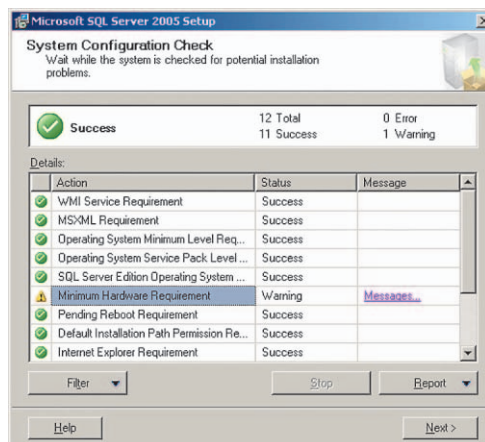 Microsoft SQL Server 2005 Setup
System Configuration Check
Wait while the system is checked for potential installation
problems.
Success
12 Total
0 Error
11 Success
1 Warning
Details:
Action Status Message
WMI Service Requirement Success
MSXML Requirement Success
Operating System Minimum Level Req... Success
Operating System Service Pack Level ... Success
SQL Server Edition Operating System ... Success
Minimum Hardware Requirement Warning Messages...
Pending Reboot Requirement Success
Default Installation Path Permission Re... Success
Internet Explorer Requirement Success
Filter Stop Report
Help Next >